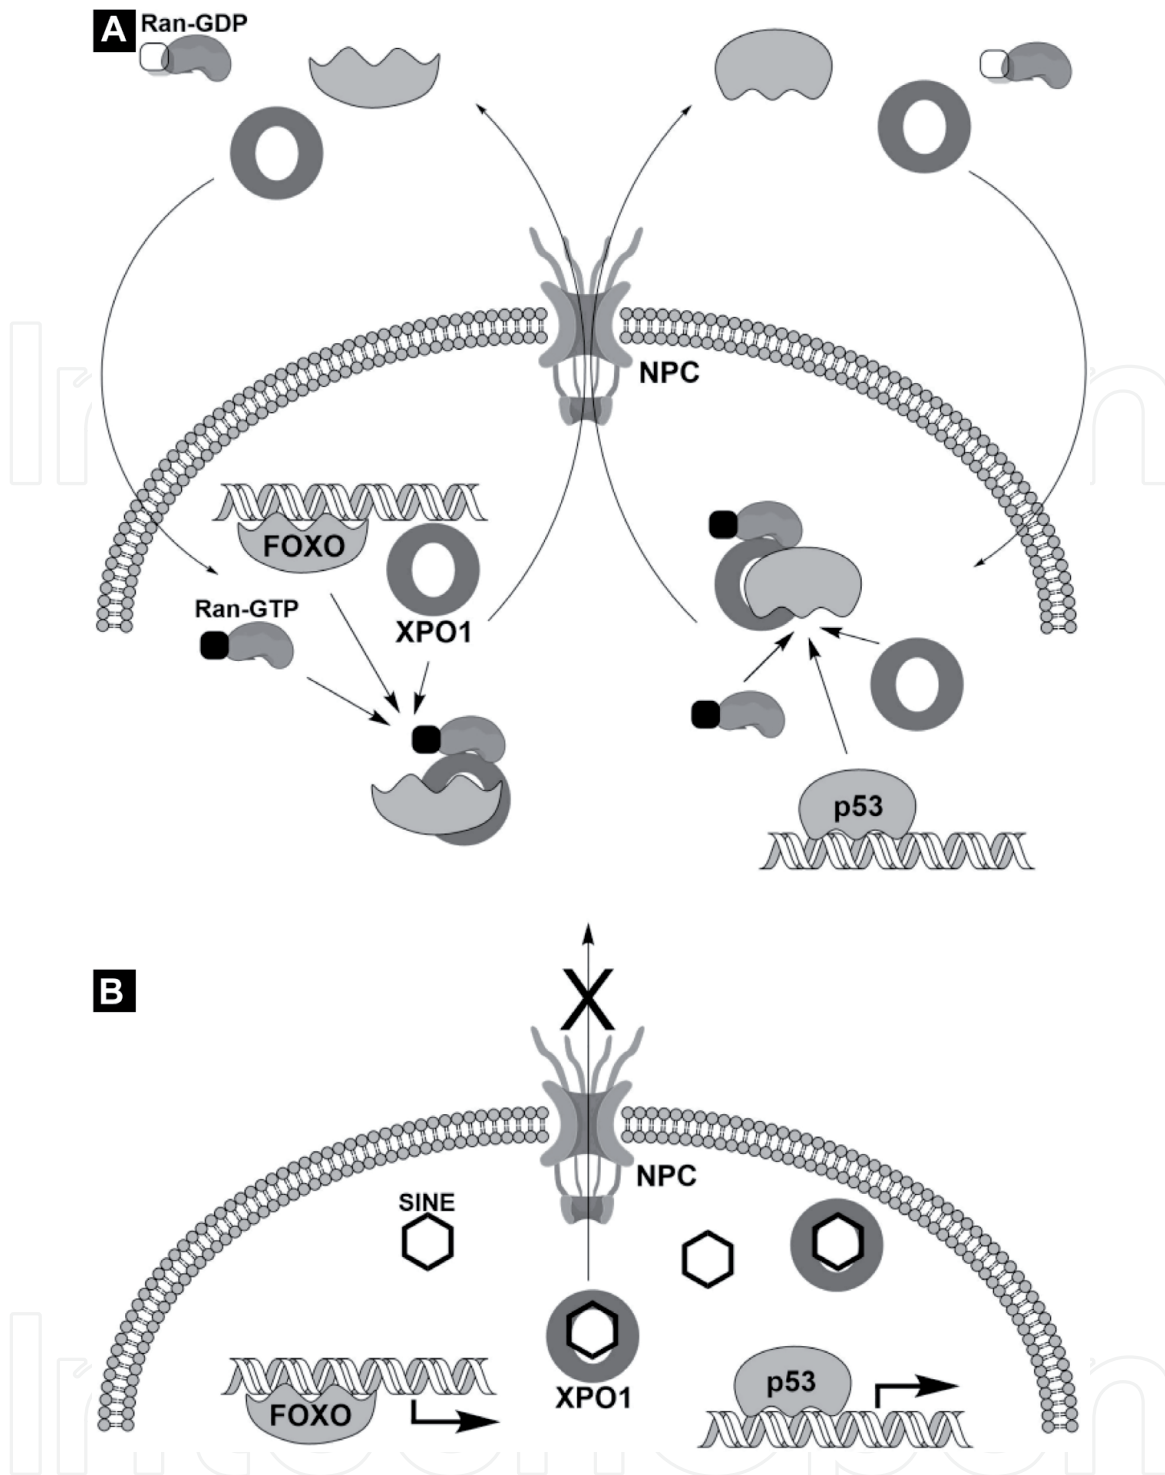 A
Ran-GDP
NPC
FOXO
Ran-GTP
XPO1
p53
B
X
NPC
SINE
XPO1
FOXO
p53